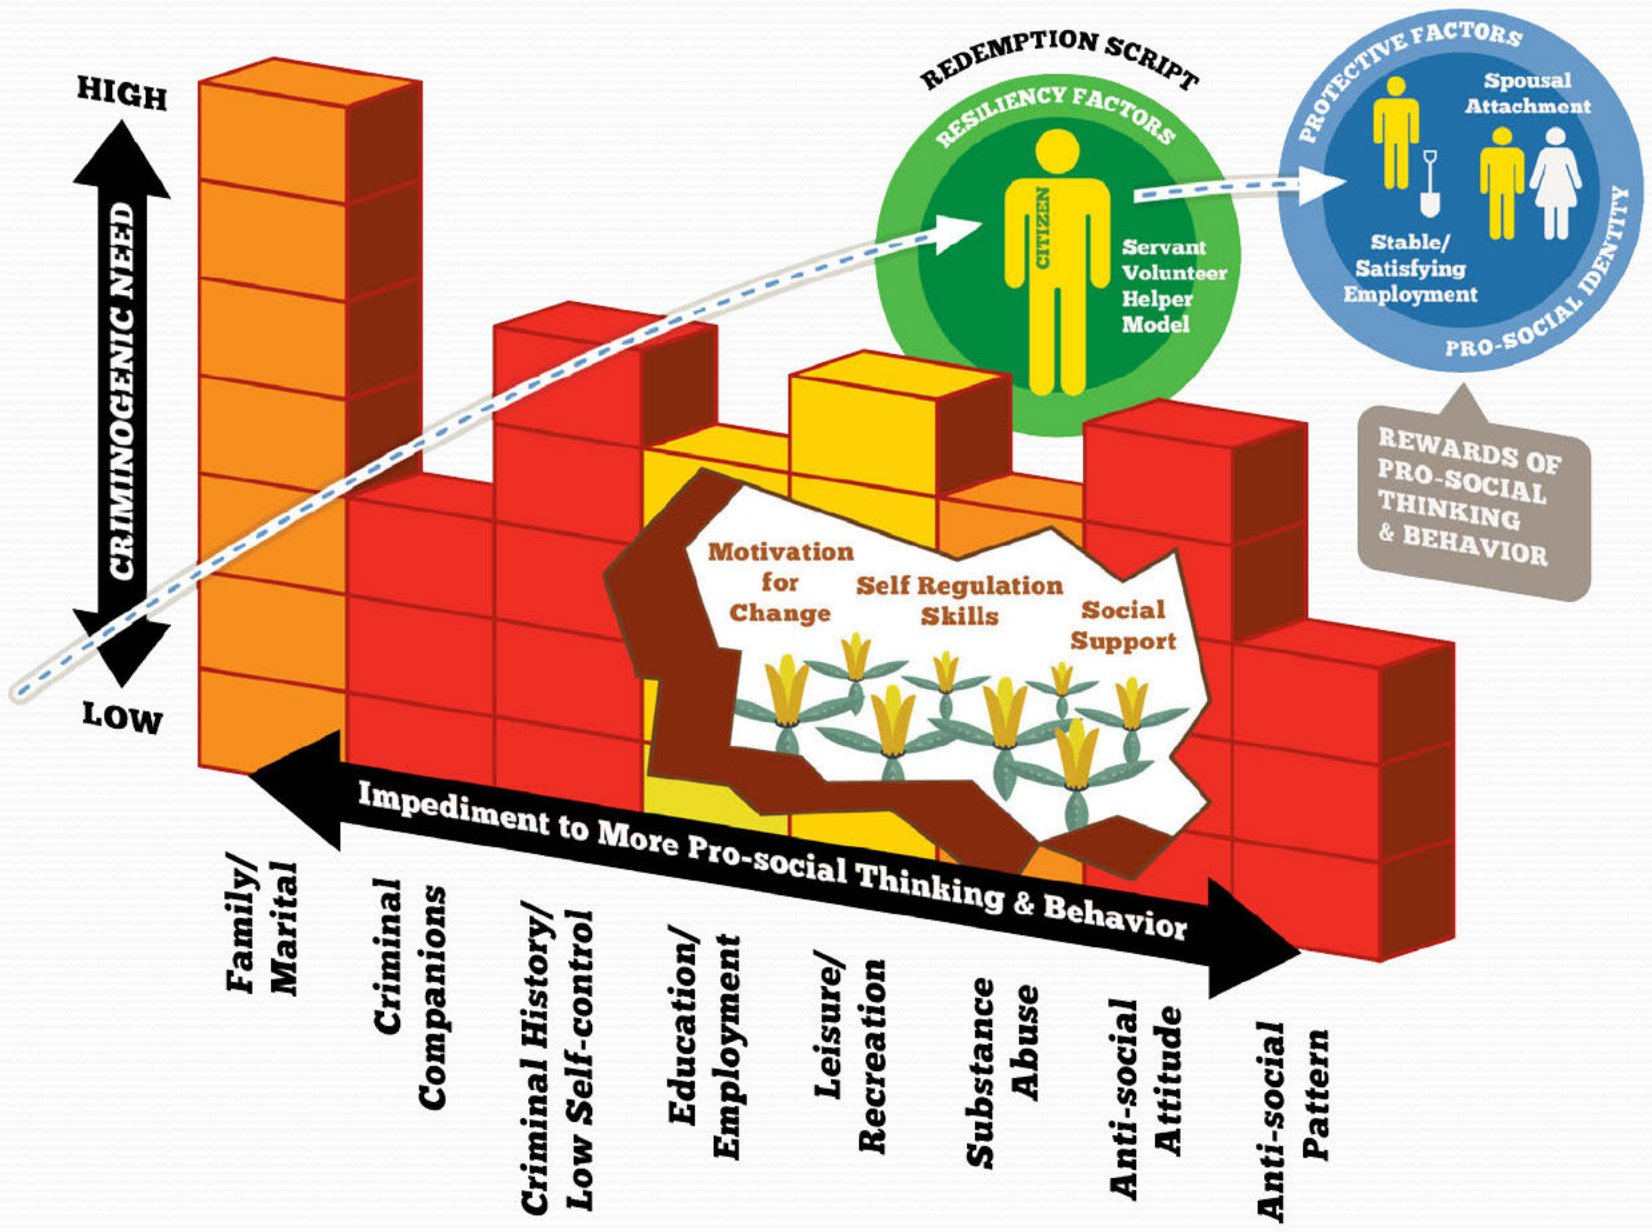 HIGH
CRIMINOGENIC NEED
LOW
REDEMPTION SCRIPT
RESILIENCY FACTORS
CITIZEN
Servant
Volunteer
Helper
Model
PROTECTIVE FACTORS
Spousal
Attachment
Stable/
Satisfying
Employment
PRO-SOCIAL IDENTITY
REWARDS OF
PRO-SOCIAL
THINKING
& BEHAVIOR
Motivation
for
Change
Self Regulation
Skills
Social
Support
Impediment to More Pro-social Thinking & Behavior
Family/
Marital
Criminal
Companions
Criminal History/
Low Self-control
Education/
Employment
Leisure/
Recreation
Substance
Abuse
Anti-social
Attitude
Anti-social
Pattern